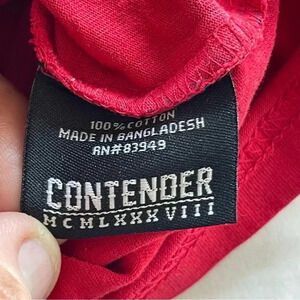 100% COTTON
MADE IN BANGLADESH
RN#83949
CONTENDER
MCMLXXXVIII